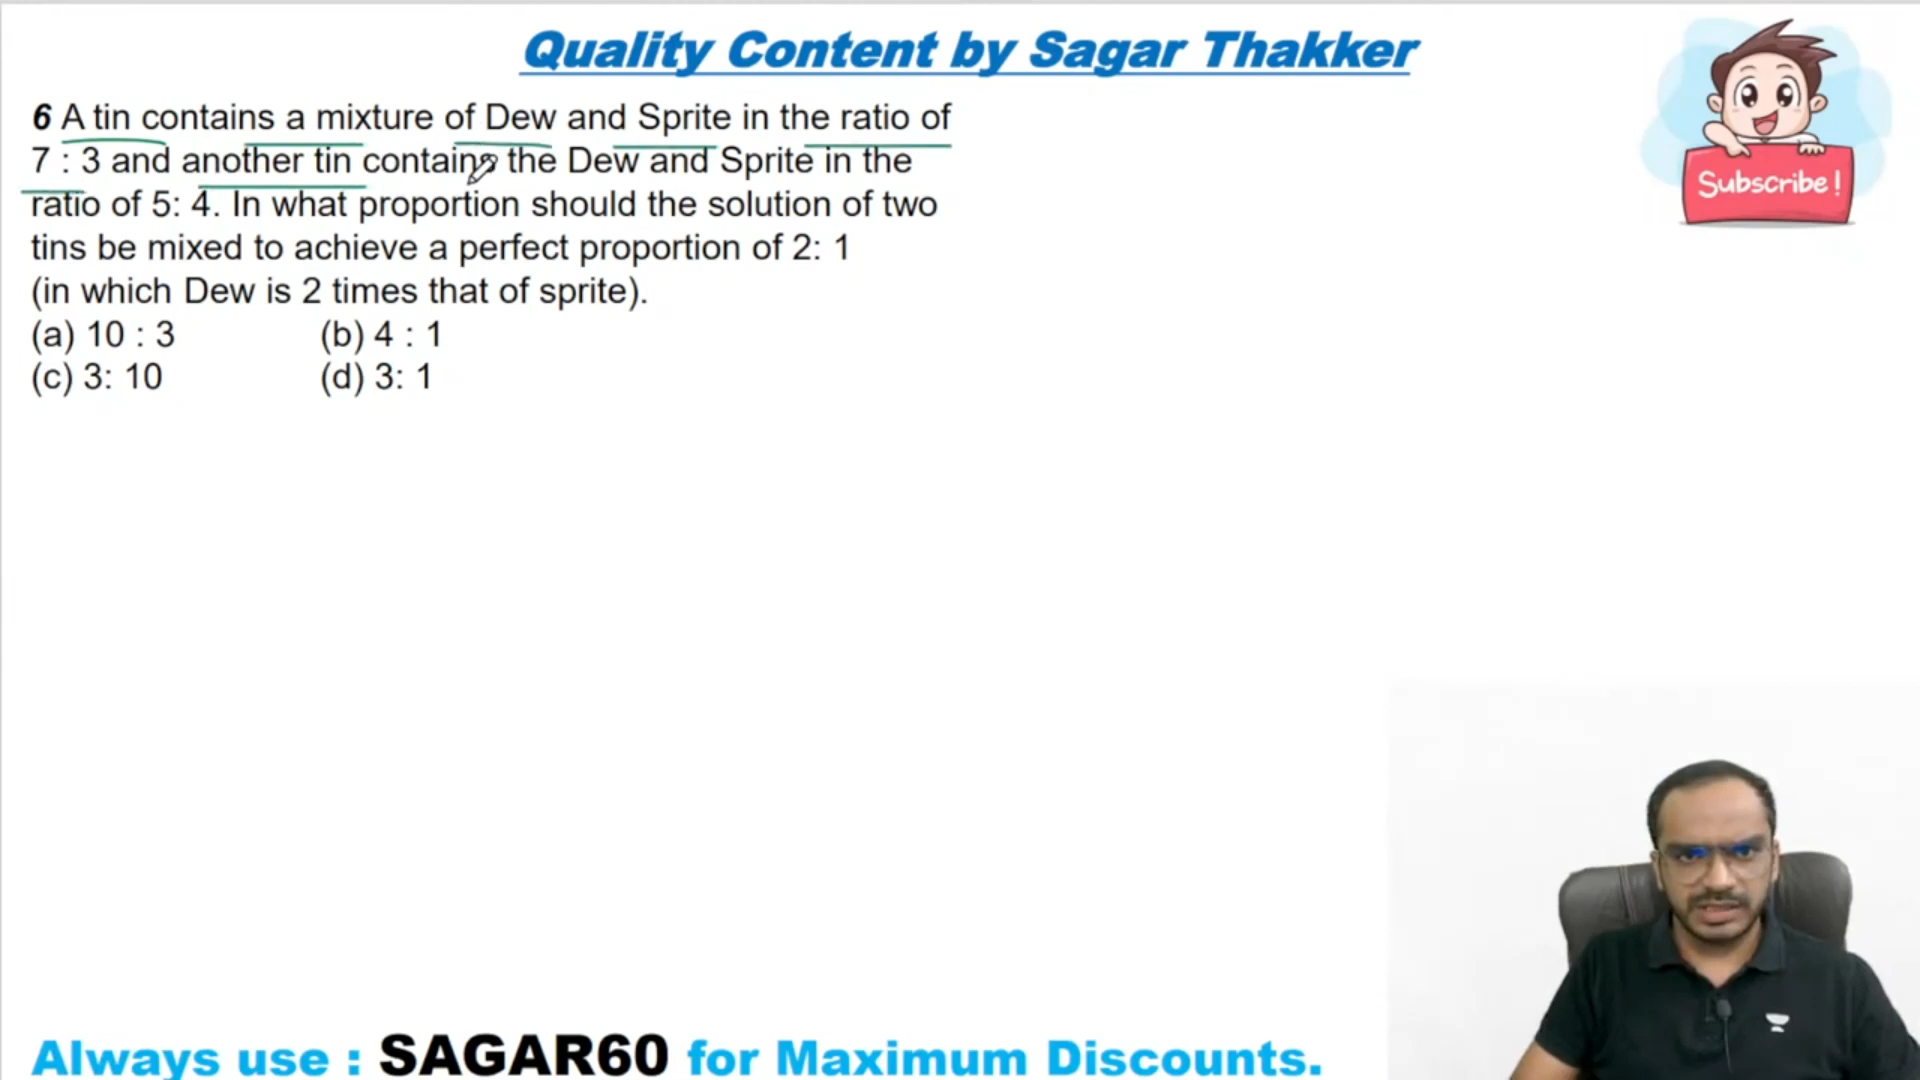 Quality Content by Sagar Thakker
6 A tin contains a mixture of Dew and Sprite in the ratio of
7 : 3 and another tin contains the Dew and Sprite in the
ratio of 5: 4. In what proportion should the solution of two
tins be mixed to achieve a perfect proportion of 2: 1
(in which Dew is 2 times that of sprite).
(a) 10 : 3 (b) 4 : 1
(c) 3: 10 (d) 3: 1
Subscribe!
Always use : SAGAR60 for Maximum Discounts.